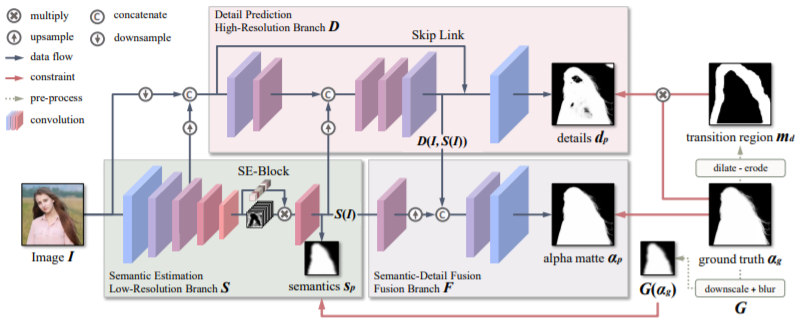 multiply
concatenate
upsample
downsample
data flow
constraint
pre-process
convolution
Detail Prediction
High-Resolution Branch D
Skip Link
C
C
D(I, S(I))
details dp
transition region md
dilate - erode
SE-Block
S(I)
C
Image I
Semantic Estimation
Low-Resolution Branch S
semantics sp
Semantic-Detail Fusion
Fusion Branch F
alpha matte αp
G(αg)
ground truth αg
downscale + blur
G